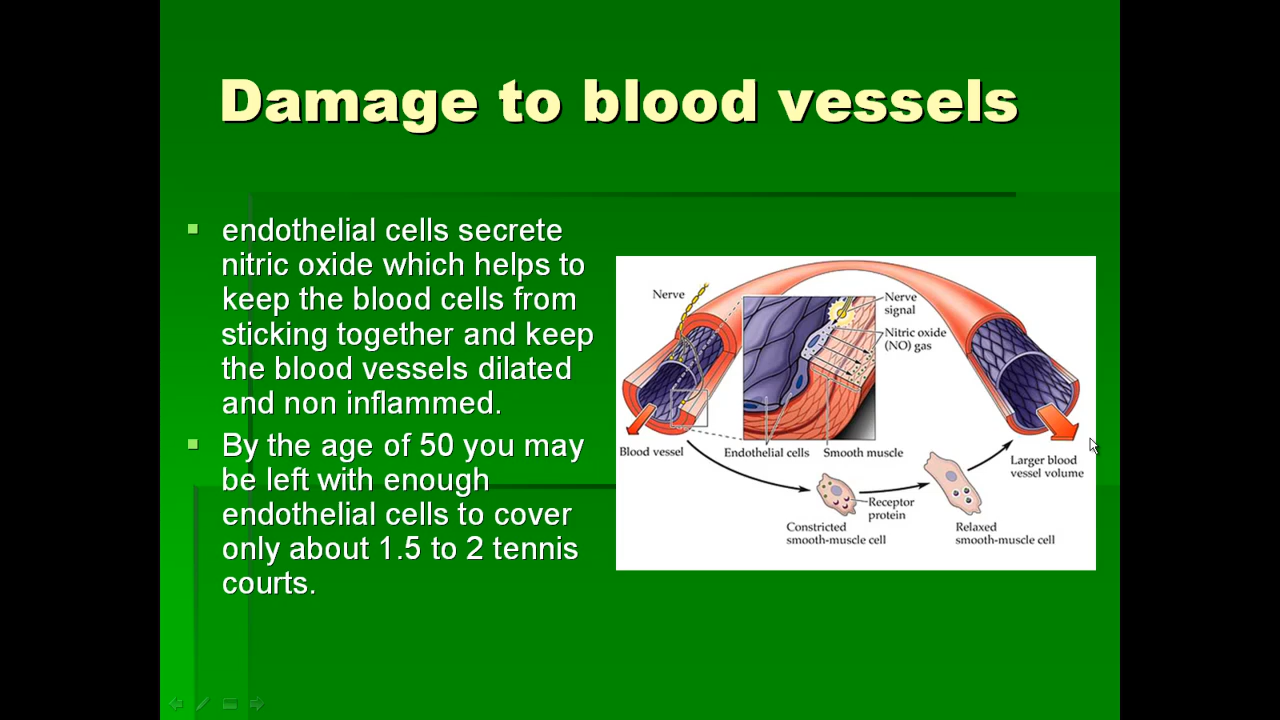 Damage to blood vessels
endothelial cells secrete
nitric oxide which helps to
keep the blood cells from
sticking together and keep
the blood vessels dilated
and non inflammed.
By the age of 50 you may
be left with enough
endothelial cells to cover
only about 1.5 to 2 tennis
courts.
Nerve
Nerve
signal
Nitric oxide
(NO) gas
Blood vessel
Endothelial cells
Smooth muscle
Larger blood
vessel volume
Receptor
protein
Constricted
smooth-muscle cell
Relaxed
smooth-muscle cell